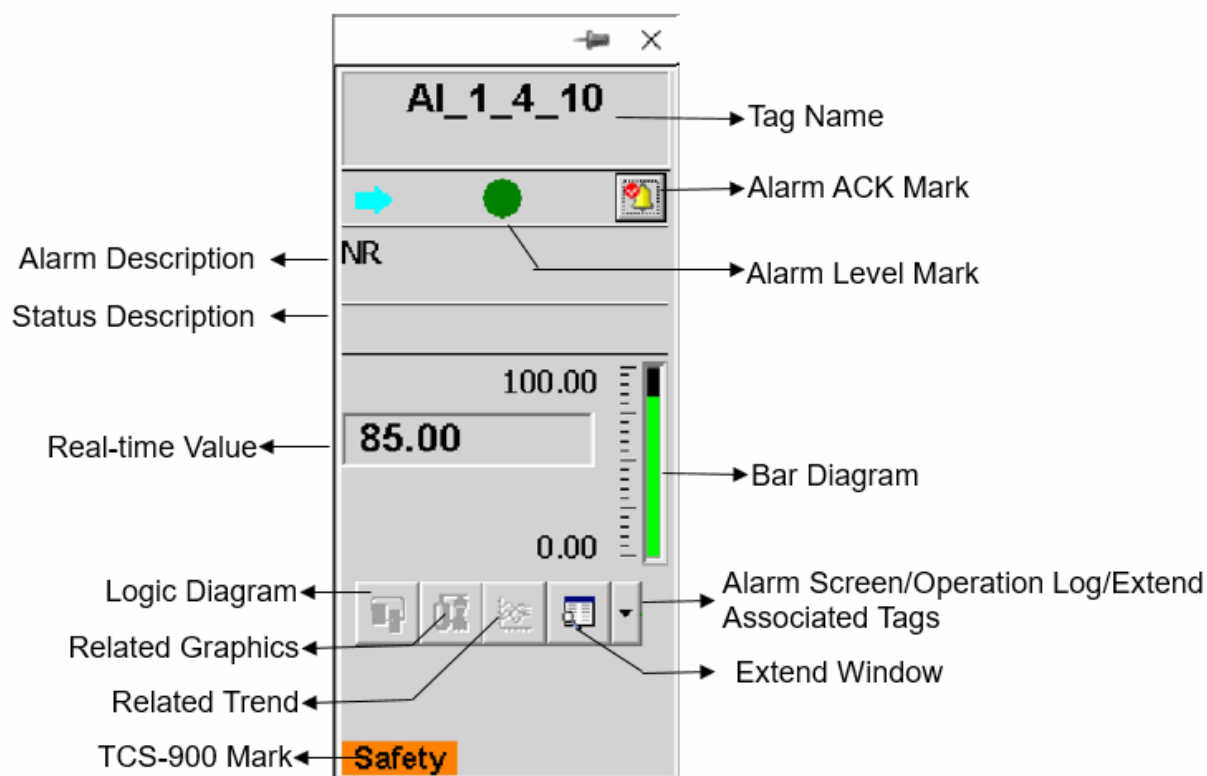 AI_1_4_10
Tag Name
Alarm ACK Mark
Alarm Description
NR
Alarm Level Mark
Status Description
100.00
Real-time Value
85.00
Bar Diagram
0.00
Logic Diagram
Alarm Screen/Operation Log/Extend
Associated Tags
Related Graphics
Extend Window
Related Trend
TCS-900 Mark
Safety